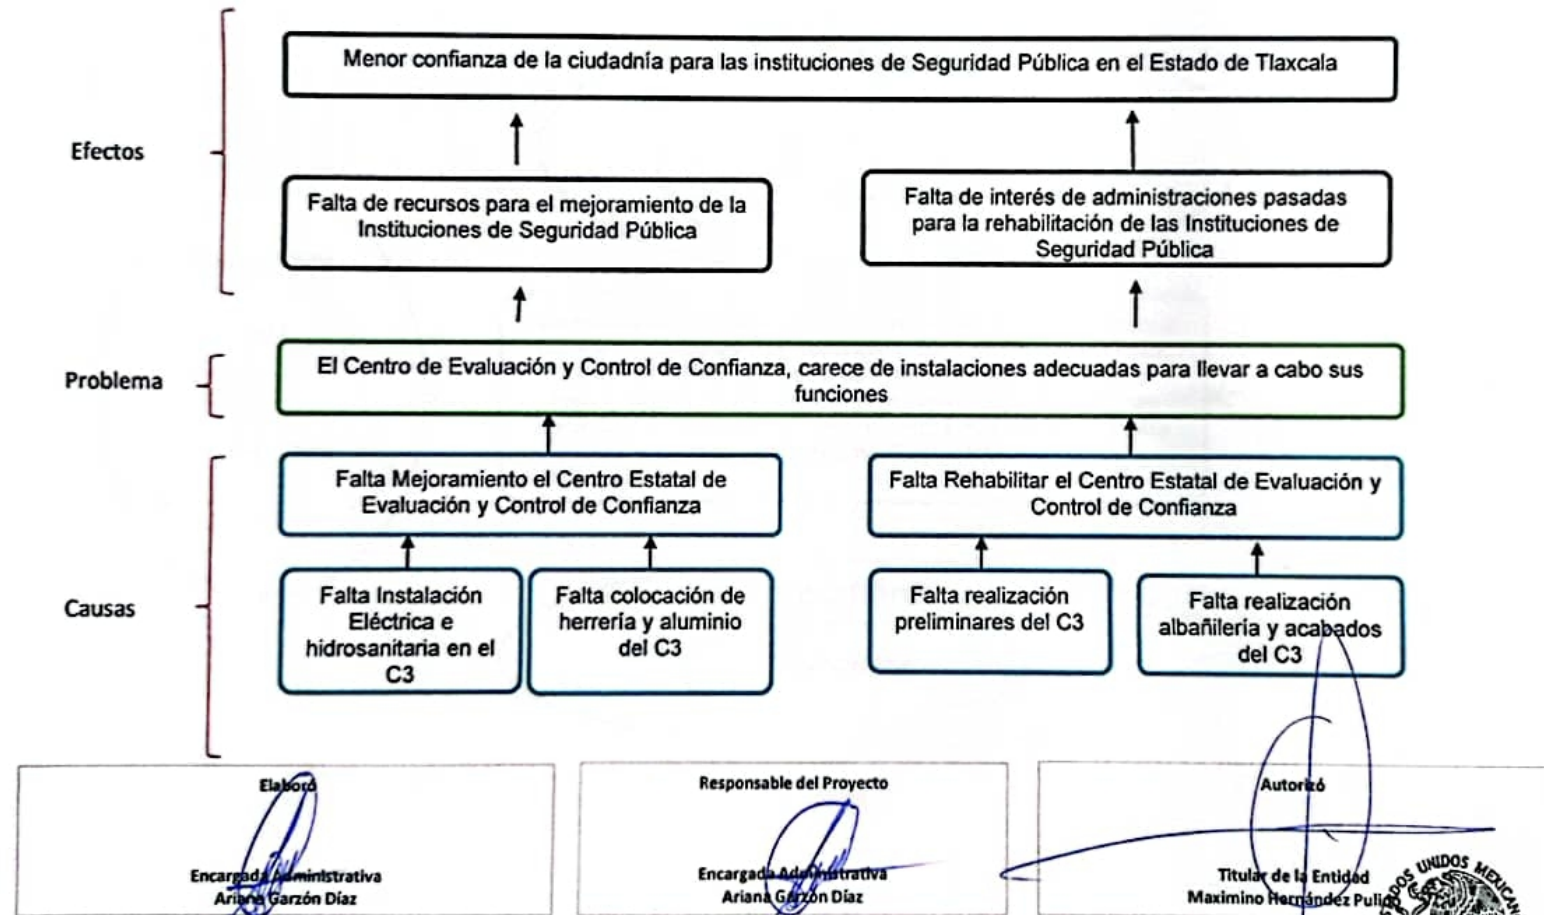 Menor confianza de la ciudadnía para las instituciones de Seguridad Pública en el Estado de Tlaxcala
Efectos
Falta de recursos para el mejoramiento de la
Instituciones de Seguridad Pública
Falta de interés de administraciones pasadas
para la rehabilitación de las Instituciones de
Seguridad Pública
Problema
El Centro de Evaluación y Control de Confianza, carece de instalaciones adecuadas para llevar a cabo sus
funciones
Falta Mejoramiento el Centro Estatal de
Evaluación y Control de Confianza
Falta Rehabilitar el Centro Estatal de Evaluación y
Control de Confianza
Causas
Falta Instalación
Eléctrica e
hidrosanitaria en el
C3
Falta colocación de
herrería y aluminio
del C3
Falta realización
preliminares del C3
Falta realización
albañilería y acabados
del C3
Elaboró
Encargada Administrativa
Ariana Garzón Díaz
Responsable del Proyecto
Encargada Administrativa
Ariana Garzón Díaz
Autorizó
Titular de la Entidad
Maximino Hernández
UNIDOS